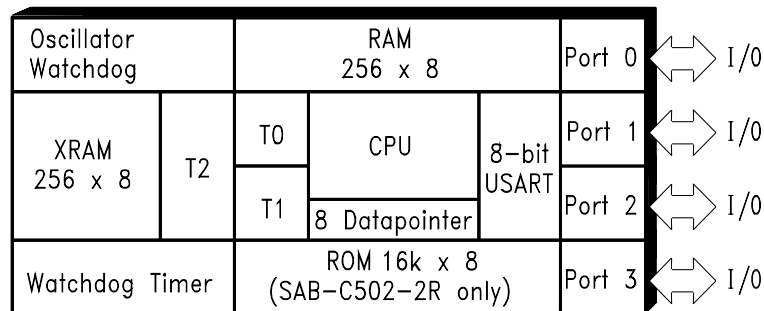 Oscillator
Watchdog
RAM
256 x 8
Port 0
I/0
XRAM
256 x 8
T2
T0
T1
CPU
8 Datapointer
8-bit
USART
Port 1
I/0
Port 2
I/0
Watchdog Timer
ROM 16k x 8
(SAB-C502-2R only)
Port 3
I/0